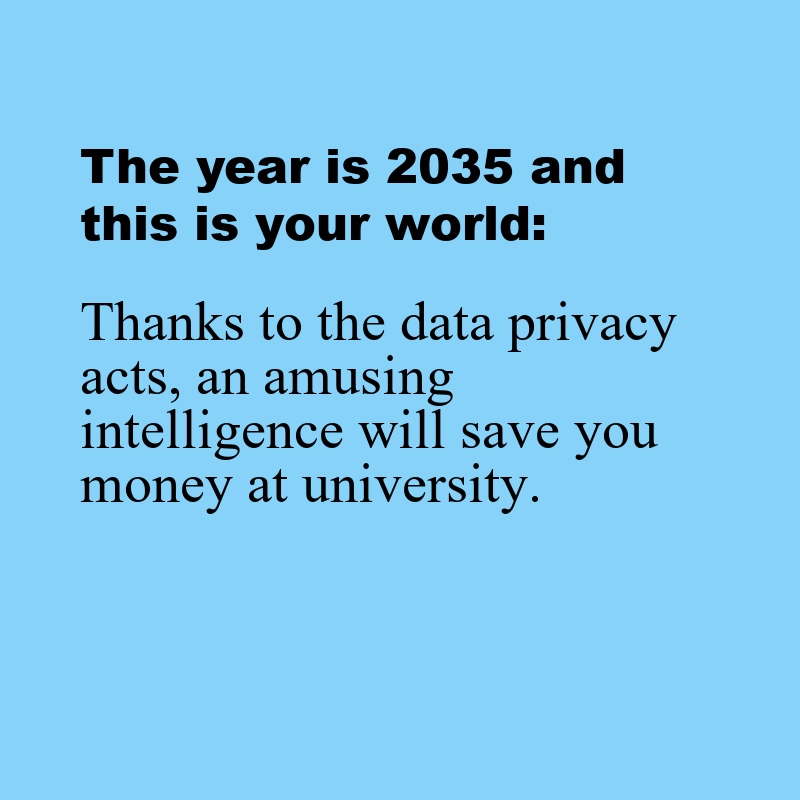 The year is 2035 and
this is your world:
Thanks to the data privacy
acts, an amusing
intelligence will save you
money at university.